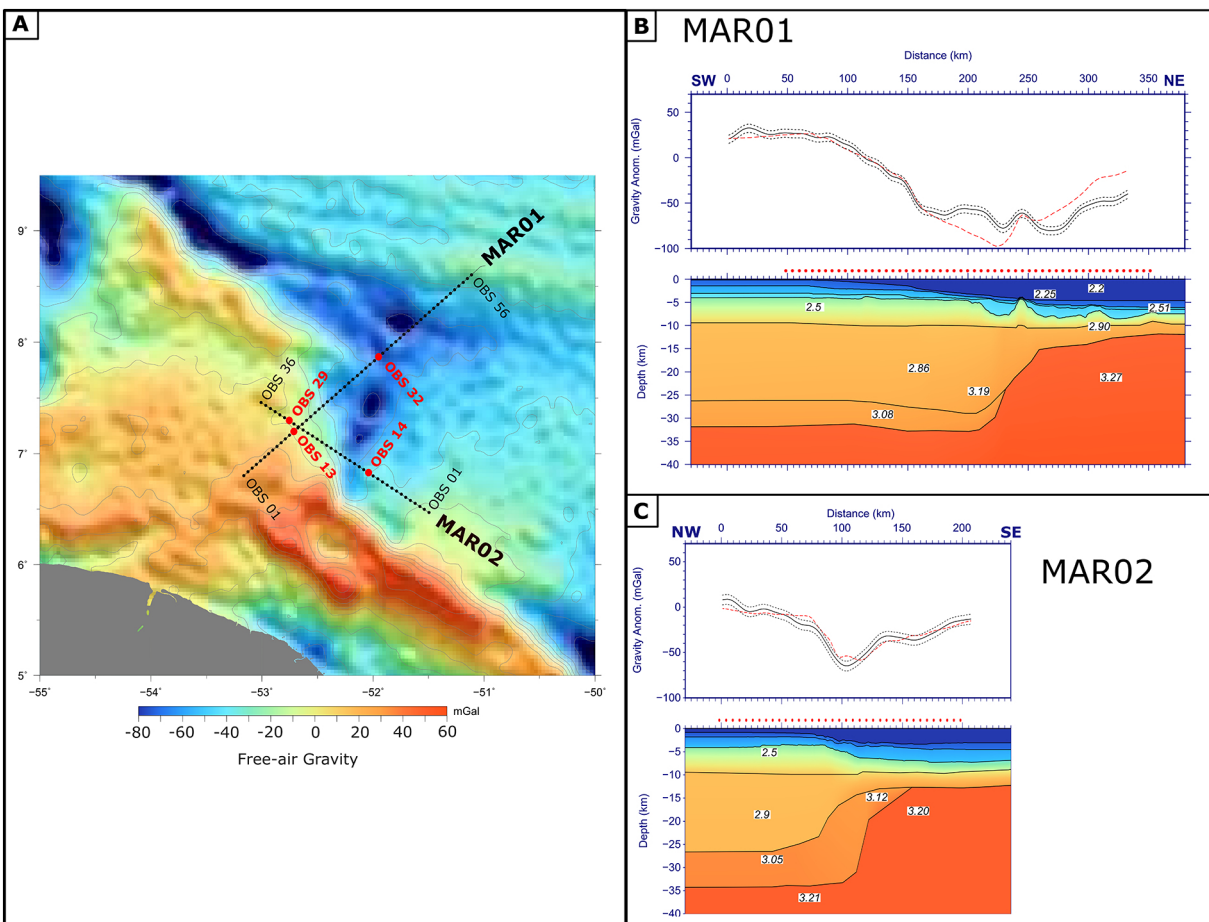 A
9˚
8˚
7˚
6˚
5˚
−55
−54
−53
−52
−51
−50
MAR01
OBS 56
OBS 36
OBS 29
OBS 32
OBS 13
OBS 14
OBS 01
OBS 01
MAR02
-80 -60 -40 -20 0 20 40 60 mGal
Free-air Gravity
B MAR01
Distance (km)
SW 0 50 100 150 200 250 300 350 NE
Gravity Anom. (mGal)
50
0
−50
−100
Depth (km)
0
−5
−10
−15
−20
−25
−30
−35
−40
2.2
2.25
2.5
2.51
2.90
2.86
3.19
3.27
3.08
C
Distance (km)
NW 0 50 100 150 200 SE
MAR02
Gravity Anom. (mGal)
50
0
−50
−100
Depth (km)
0
−5
−10
−15
−20
−25
−30
−35
−40
2.5
3.12
2.9
3.20
3.05
3.21